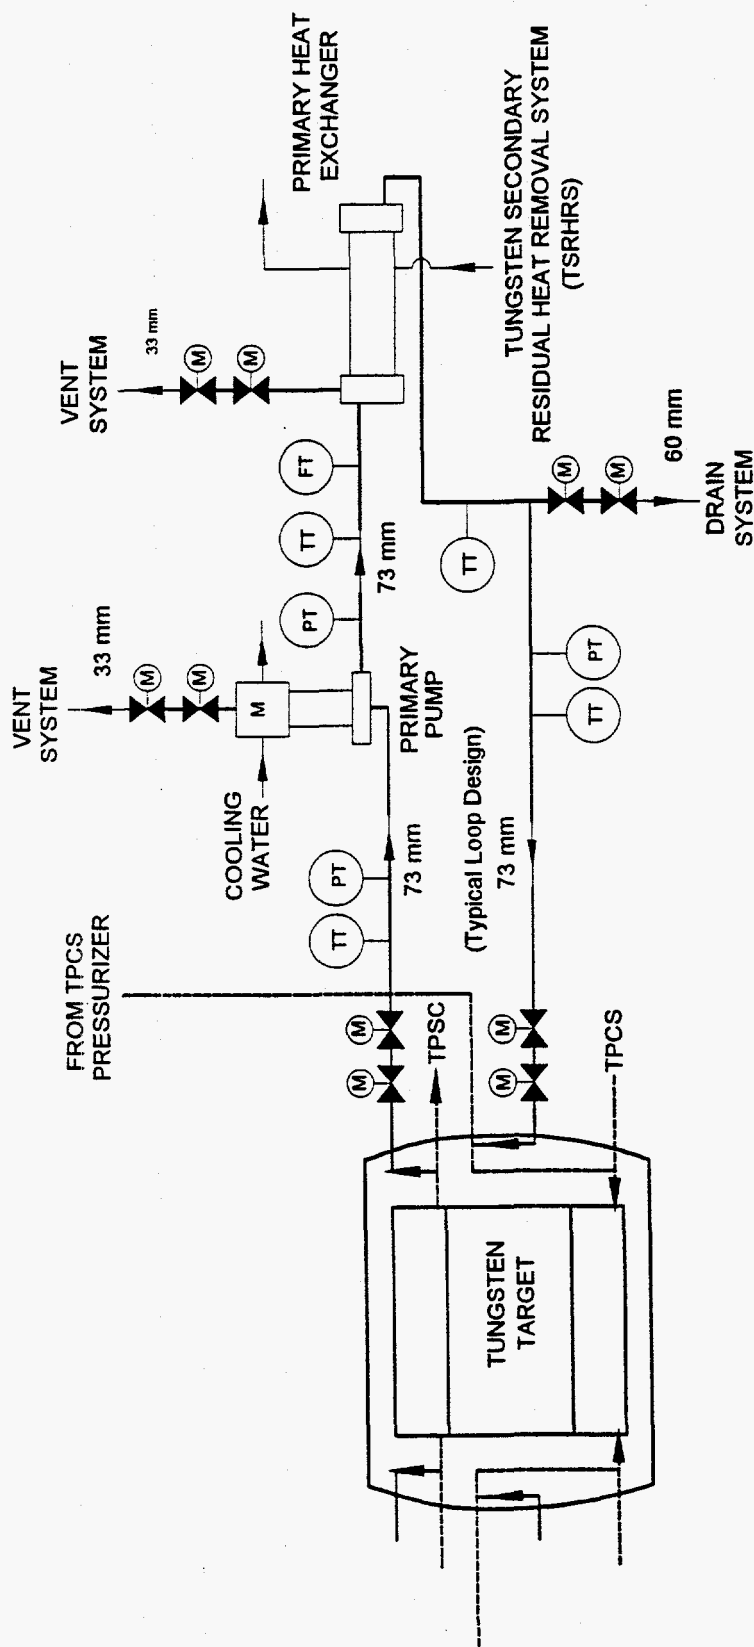 VENT
SYSTEM
33 mm
M
M
PRIMARY HEAT
EXCHANGER
VENT
SYSTEM
33 mm
M
M
M
COOLING
WATER
PRIMARY
PUMP
PT
TT
FT
73 mm
TUNGSTEN SECONDARY
RESIDUAL HEAT REMOVAL SYSTEM
(TSRHRS)
FROM TPCS
PRESSURIZER
TT
PT
73 mm
M
M
TPSC
(Typical Loop Design)
73 mm
M
M
TPCS
TT
PT
TT
M
M
60 mm
DRAIN
SYSTEM
TUNGSTEN
TARGET